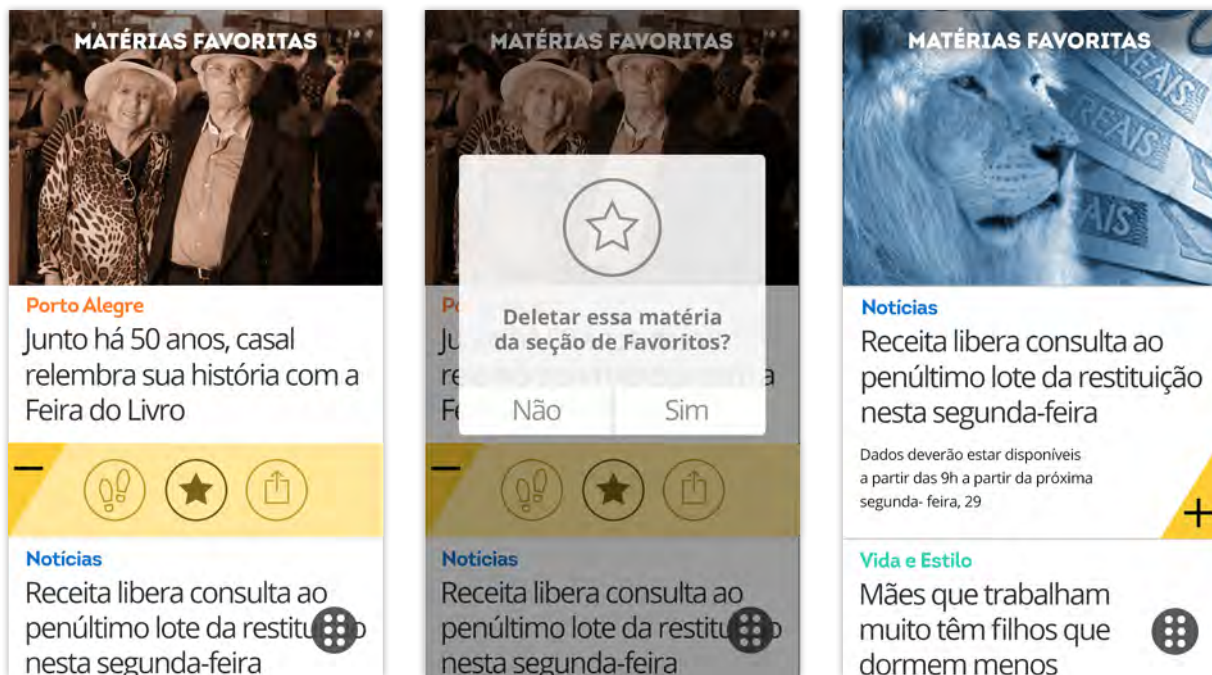 MATÉRIAS FAVORITAS
Porto Alegre
Junto há 50 anos, casal
relembra sua história com a
Feira do Livro
Notícias
Receita libera consulta ao
penúltimo lote da
nesta segunda-feira
MATÉRIAS FAVORITAS
Deletar essa matéria
da seção de Favoritos?
Não Sim
Notícias
Receita libera consulta ao
penúltimo lote da
nesta segunda-feira
MATÉRIAS FAVORITAS
REAIS
REAIS
AIS
Notícias
Receita libera consulta ao
penúltimo lote da restituição
nesta segunda-feira
Dados deverão estar disponíveis
a partir das 9h a partir da próxima
segunda- feira, 29
Vida e Estilo
Mães que trabalham
muito têm filhos que
dormem menos